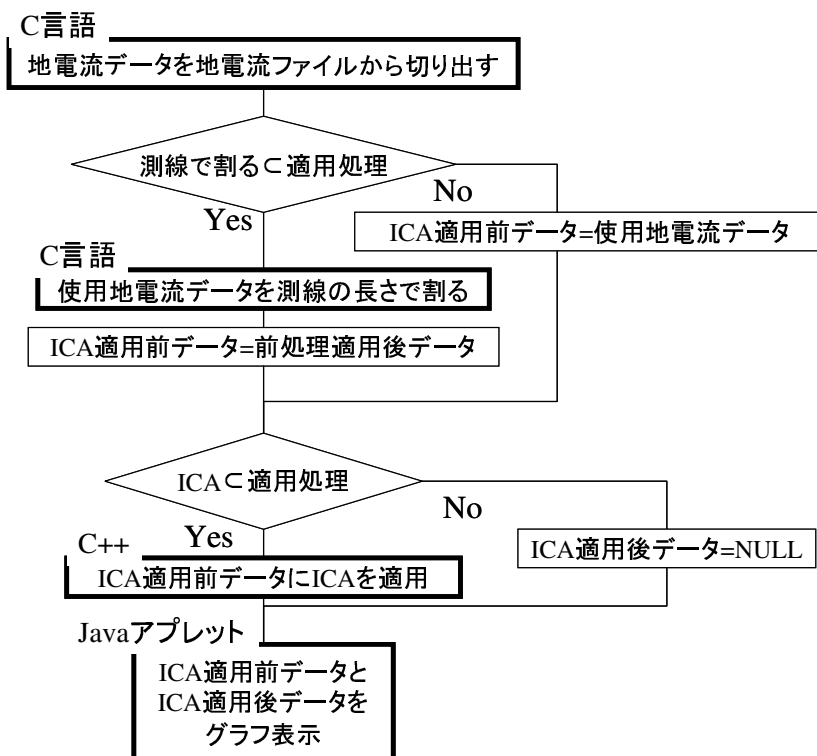 C言語
地電流データを地電流ファイルから切り出す
測線で割る⊂適用処理
No
Yes
ICA適用前データ=使用地電流データ
C言語
使用地電流データを測線の長さで割る
ICA適用前データ=前処理適用後データ
ICA⊂適用処理
No
Yes
C++
ICA適用後データ=NULL
ICA適用前データにICAを適用
Javaアプレット
ICA適用前データと
ICA適用後データを
グラフ表示